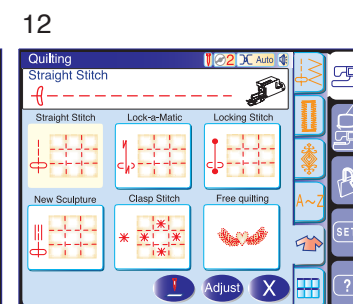 12
Quilting 2 Auto
Straight Stitch
Straight Stitch Lock-a-Matic Locking Stitch
New Sculpture Clasp Stitch Free quilting
A~Z
SET
?
Adjust X